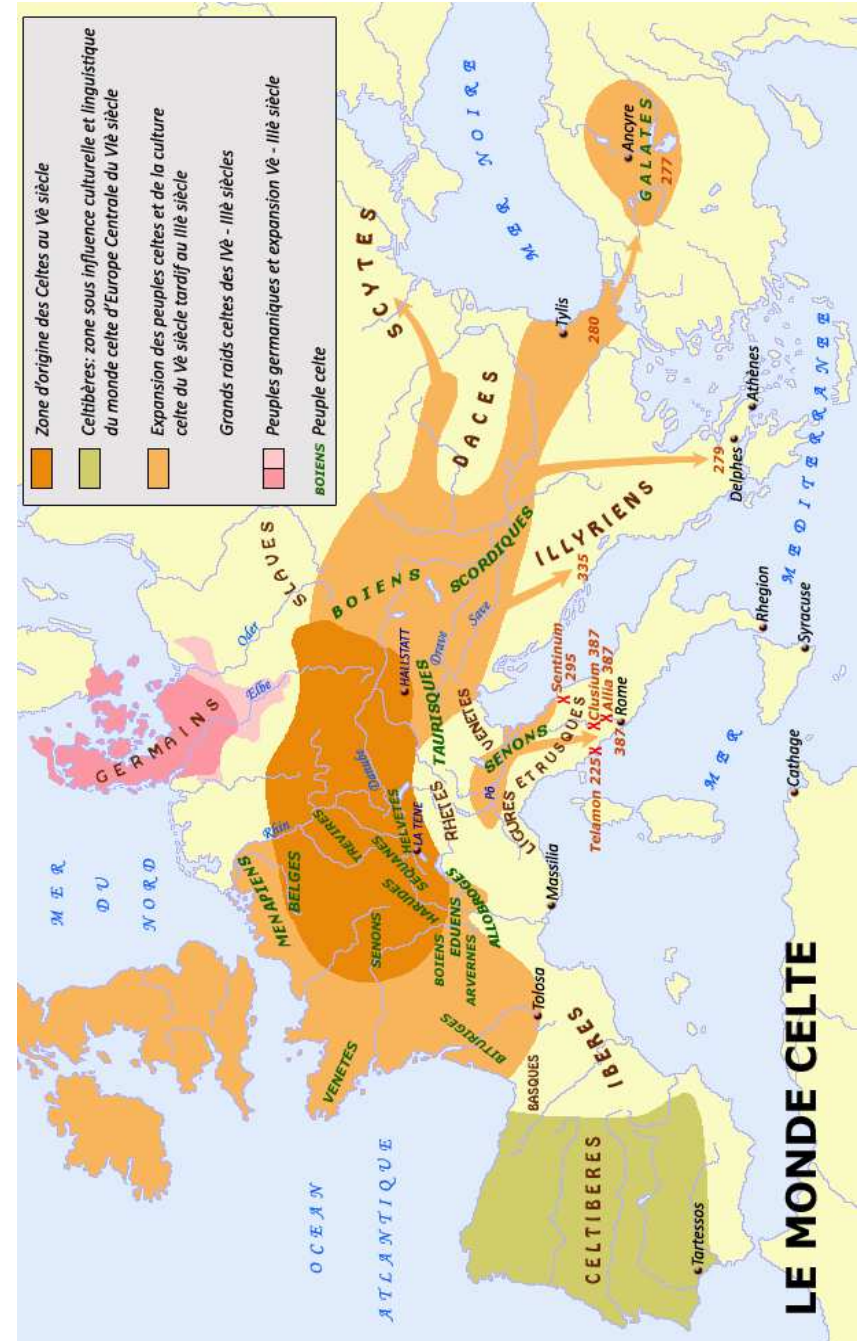 LE MONDE CELTE
Zone d'origine des Celtes au Vè siècle
Celtibères: zone sous influence culturelle et linguistique
du monde celte d'Europe Centrale du VIè siècle
Expansion des peuples celtes et de la culture
celte du Vè siècle tardif au IIIè siècle
Grands raids celtes des IVè - IIIè siècles
Peuples germaniques et expansion Vè - IIIè siècle
BOIENS Peuple celte
MER
DU
NORD
OCEAN
ATLANTIQUE
MER NOIRE
MER
MEDITERRANEE
GERMAINS
SLAVES
SCYTES
DACES
ILLYRIENS
Oder
Elbe
Rhin
Danube
Drave
Save
Pô
MENAPIENS
BELGES
TREVIRES
SENONS
HARUDES
SEQUANES
HELVETES
LA TENE
HALLSTATT
BOIENS
EDUENS
ARVERNES
ALLOBROGES
VENETES
BITURIGES
BOIENS
SCORDIQUES
TAURISQUES
RHETES
VENETES
LIGURES
SENONS
ETRUSQUES
BASQUES
IBERES
CELTIBERES
Tartessos
Tolosa
Massilia
Telamon 225
Sentinum
295
Clusium 387
Allia 387
387
Rome
Rhegion
Syracuse
Cathage
335
279
Delphes
Athènes
280
Tylis
Ancyre
GALATES
277